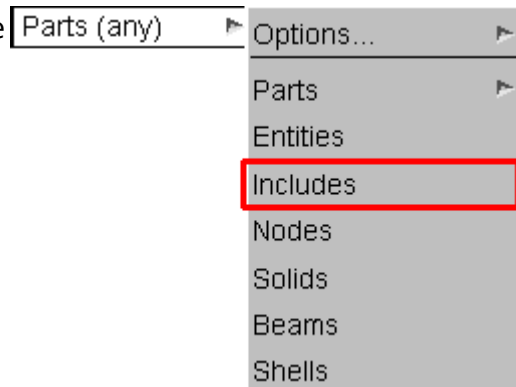 e Parts (any) Options...
Parts
Entities
Includes
Nodes
Solids
Beams
Shells